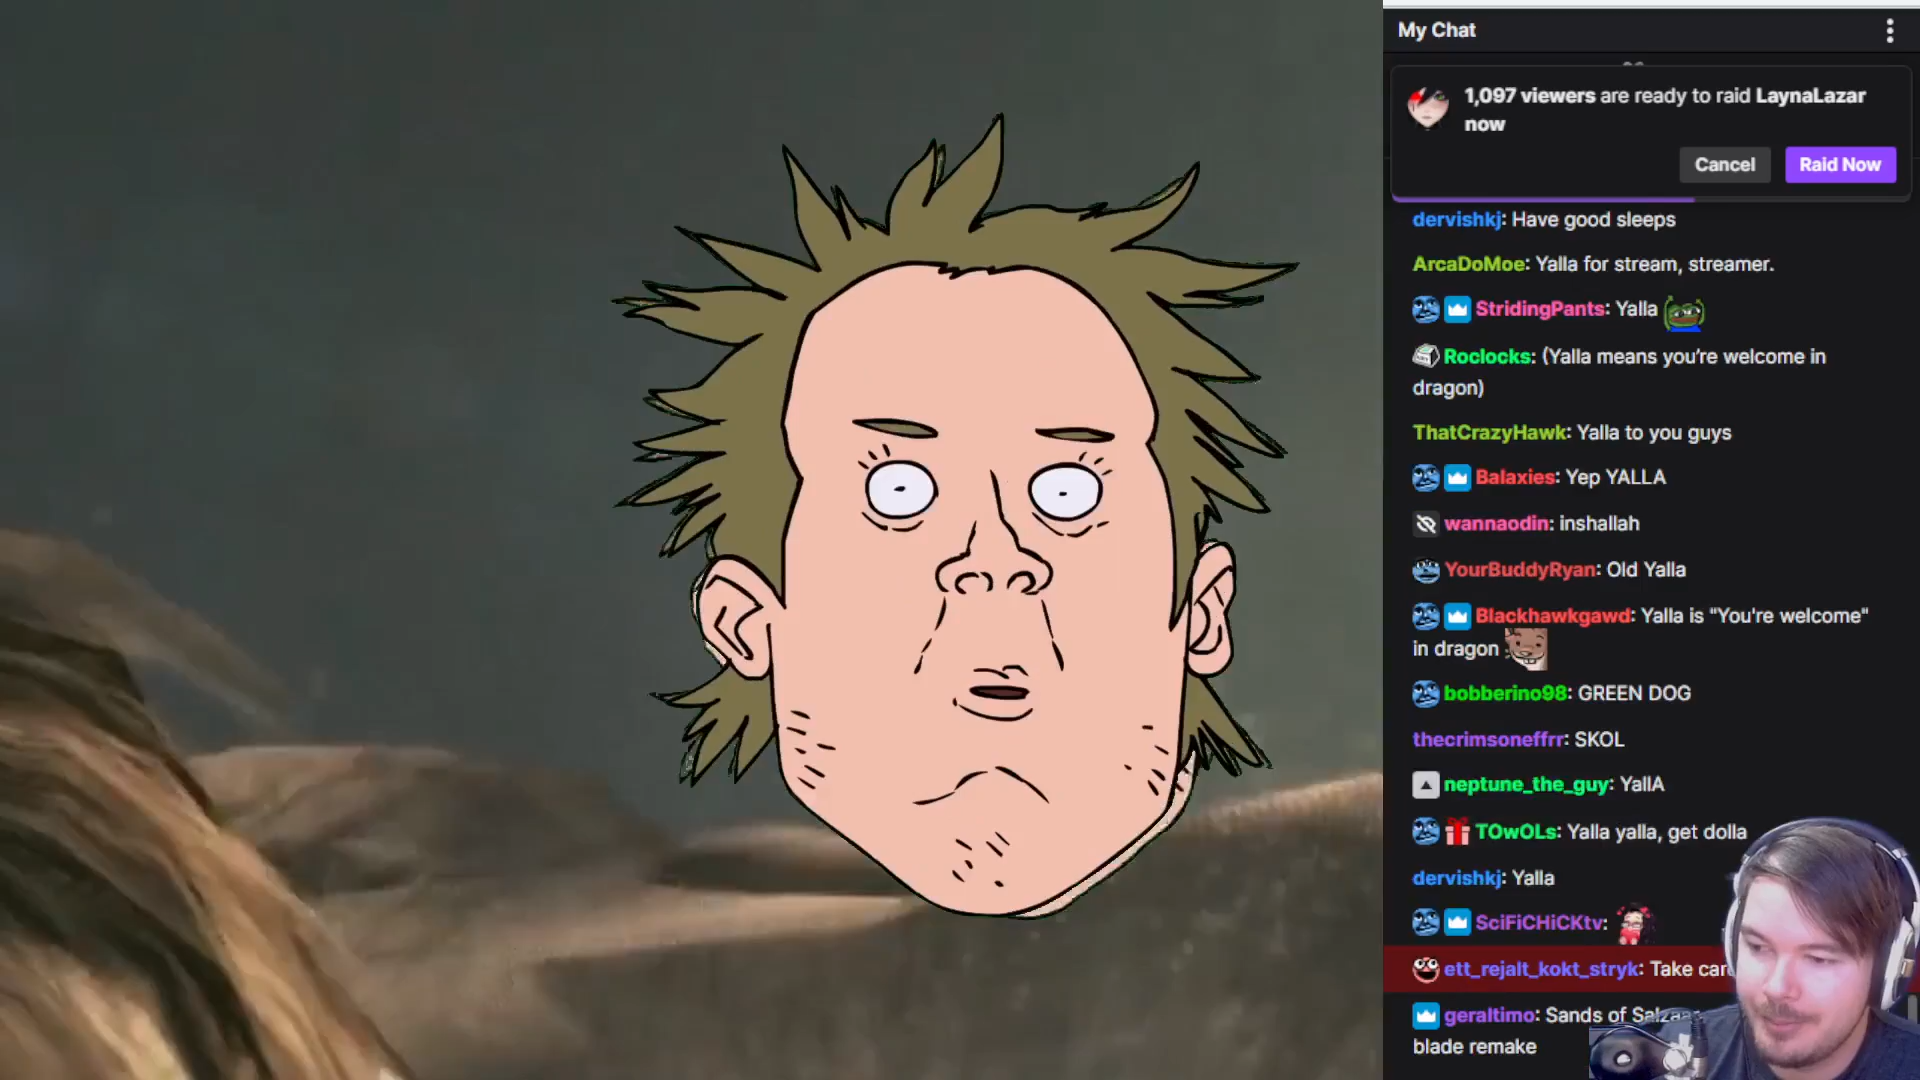 My Chat
1,097 viewers are ready to raid LaynaLazar
now
Cancel
Raid Now
dervishkj: Have good sleeps
ArcaDoMoe: Yalla for stream, streamer.
StridingPants: Yalla
Roclocks: (Yalla means you’re welcome in
dragon)
ThatCrazyHawk: Yalla to you guys
Balaxies: Yep YALLA
wannaodin: inshallah
YourBuddyRyan: Old Yalla
Blackhawkgawd: Yalla is "You're welcome"
in dragon
bobberino98: GREEN DOG
thecrimsoneffrr: SKOL
neptune_the_guy: YallA
TOwOLs: Yalla yalla, get dolla
dervishkj: Yalla
SciFiCHiCKtv:
ett_rejalt_kokt_stryk: Take
geraltimo: Sands of
blade remake